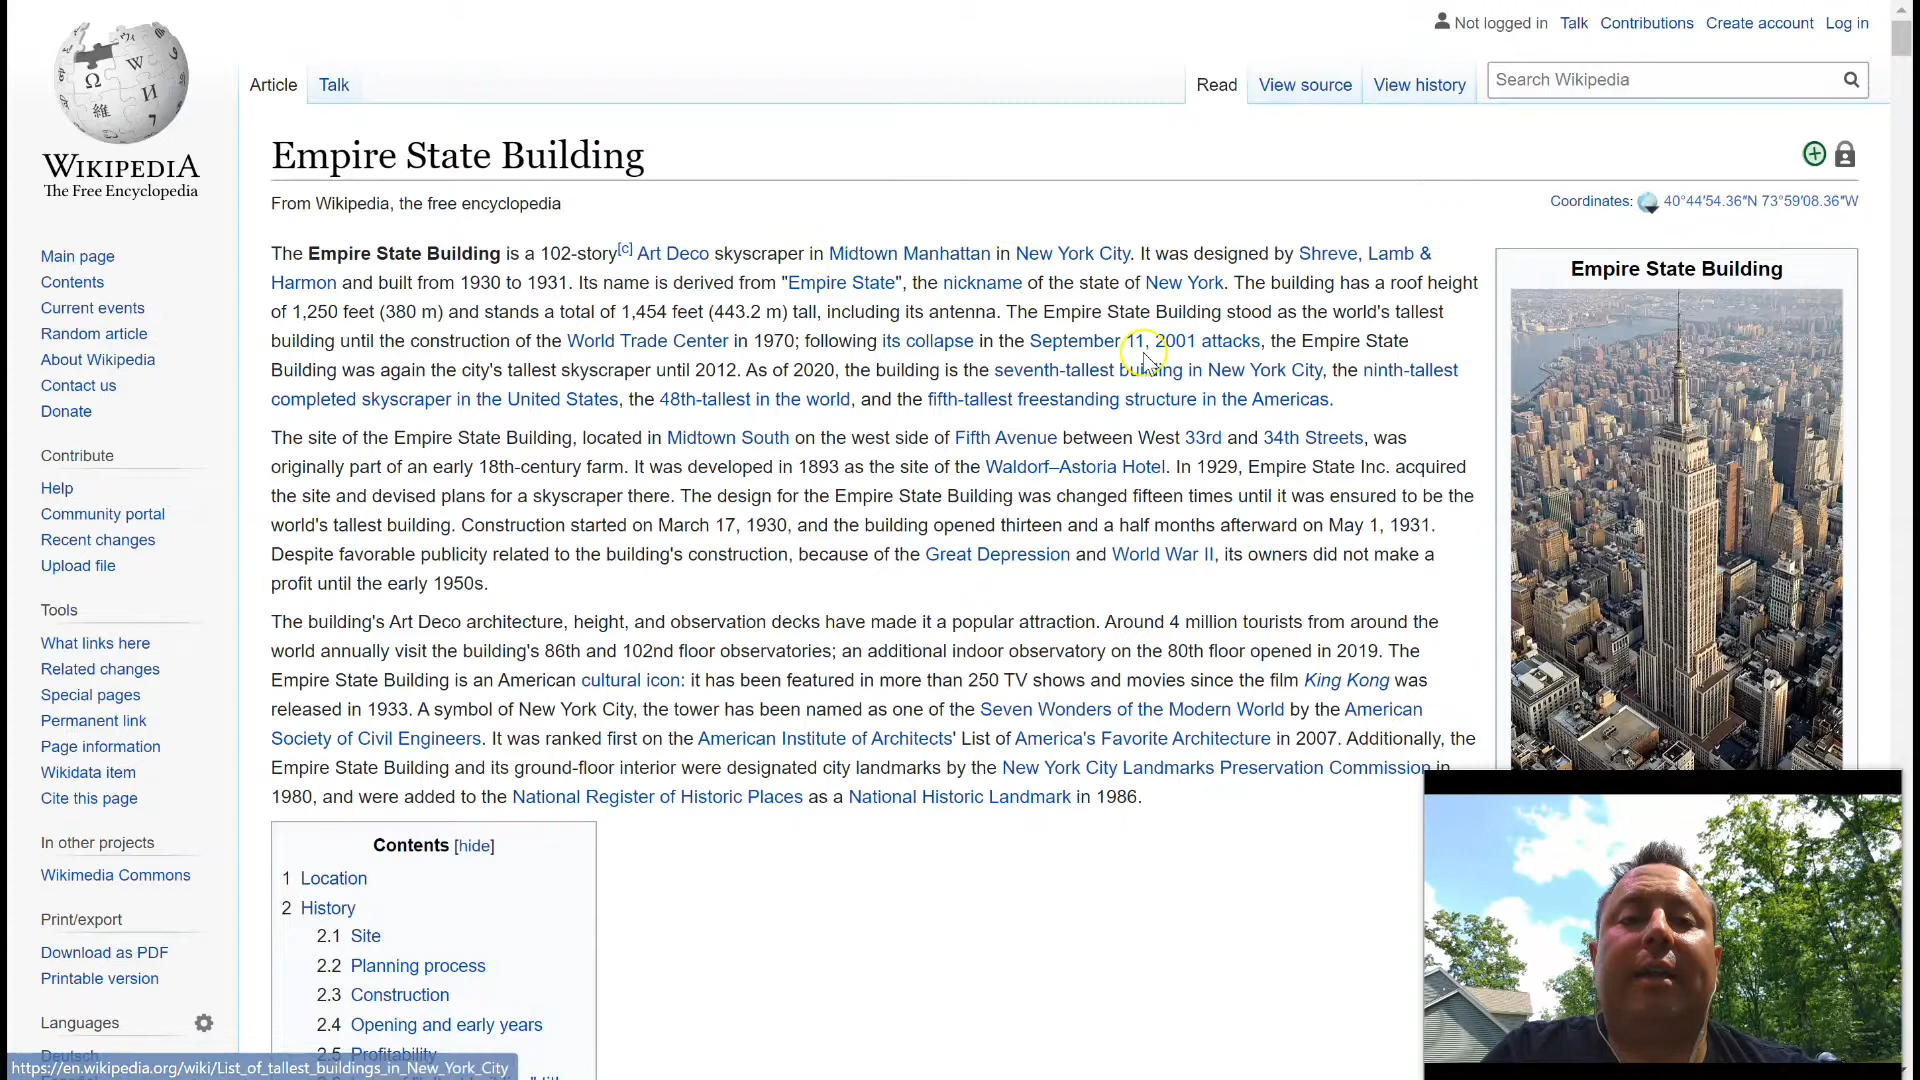 Not logged in Talk Contributions Create account Log in
Article Talk Read View source View history Search Wikipedia
WIKIPEDIA
The Free Encyclopedia
Main page
Contents
Current events
Random article
About Wikipedia
Contact us
Donate
Contribute
Help
Community portal
Recent changes
Upload file
Tools
What links here
Related changes
Special pages
Permanent link
Page information
Wikidata item
Cite this page
In other projects
Wikimedia Commons
Print/export
Download as PDF
Printable version
Languages
Deutsch
Empire State Building
From Wikipedia, the free encyclopedia
Coordinates: 40°44′54.36″N 73°59′08.36″W
The Empire State Building is a 102-story[c] Art Deco skyscraper in Midtown Manhattan in New York City. It was designed by Shreve, Lamb &
Harmon and built from 1930 to 1931. Its name is derived from "Empire State", the nickname of the state of New York. The building has a roof height
of 1,250 feet (380 m) and stands a total of 1,454 feet (443.2 m) tall, including its antenna. The Empire State Building stood as the world's tallest
building until the construction of the World Trade Center in 1970; following its collapse in the September 11, 2001 attacks, the Empire State
Building was again the city's tallest skyscraper until 2012. As of 2020, the building is the seventh-tallest building in New York City, the ninth-tallest
completed skyscraper in the United States, the 48th-tallest in the world, and the fifth-tallest freestanding structure in the Americas.
The site of the Empire State Building, located in Midtown South on the west side of Fifth Avenue between West 33rd and 34th Streets, was
originally part of an early 18th-century farm. It was developed in 1893 as the site of the Waldorf–Astoria Hotel. In 1929, Empire State Inc. acquired
the site and devised plans for a skyscraper there. The design for the Empire State Building was changed fifteen times until it was ensured to be the
world's tallest building. Construction started on March 17, 1930, and the building opened thirteen and a half months afterward on May 1, 1931.
Despite favorable publicity related to the building's construction, because of the Great Depression and World War II, its owners did not make a
profit until the early 1950s.
The building's Art Deco architecture, height, and observation decks have made it a popular attraction. Around 4 million tourists from around the
world annually visit the building's 86th and 102nd floor observatories; an additional indoor observatory on the 80th floor opened in 2019. The
Empire State Building is an American cultural icon: it has been featured in more than 250 TV shows and movies since the film King Kong was
released in 1933. A symbol of New York City, the tower has been named as one of the Seven Wonders of the Modern World by the American
Society of Civil Engineers. It was ranked first on the American Institute of Architects' List of America's Favorite Architecture in 2007. Additionally, the
Empire State Building and its ground-floor interior were designated city landmarks by the New York City Landmarks Preservation Commission in
1980, and were added to the National Register of Historic Places as a National Historic Landmark in 1986.
Empire State Building
Contents [hide]
1 Location
2 History
2.1 Site
2.2 Planning process
2.3 Construction
2.4 Opening and early years
2.5 Profitability
https://en.wikipedia.org/wiki/List_of_tallest_buildings_in_New_York_City